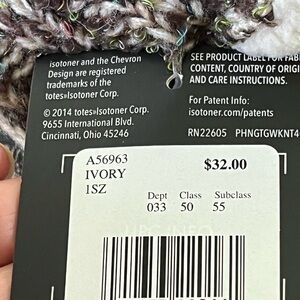 isotoner and the Chevron
Design are registered
trademarks of the
totes»Isotoner Corp.
© 2014 totes»Isotoner Corp.
9655 International Blvd.
Cincinnati, Ohio 45246
SEE PRODUCT LABEL FOR FAB
CONTENT, COUNTRY OF ORIGI
AND CARE INSTRUCTIONS.
For Patent Info:
isotoner.com/patents
RN22605 PHNGTGWKNT4
A56963
IVORY
1SZ
$32.00
Dept Class Subclass
033 50 55